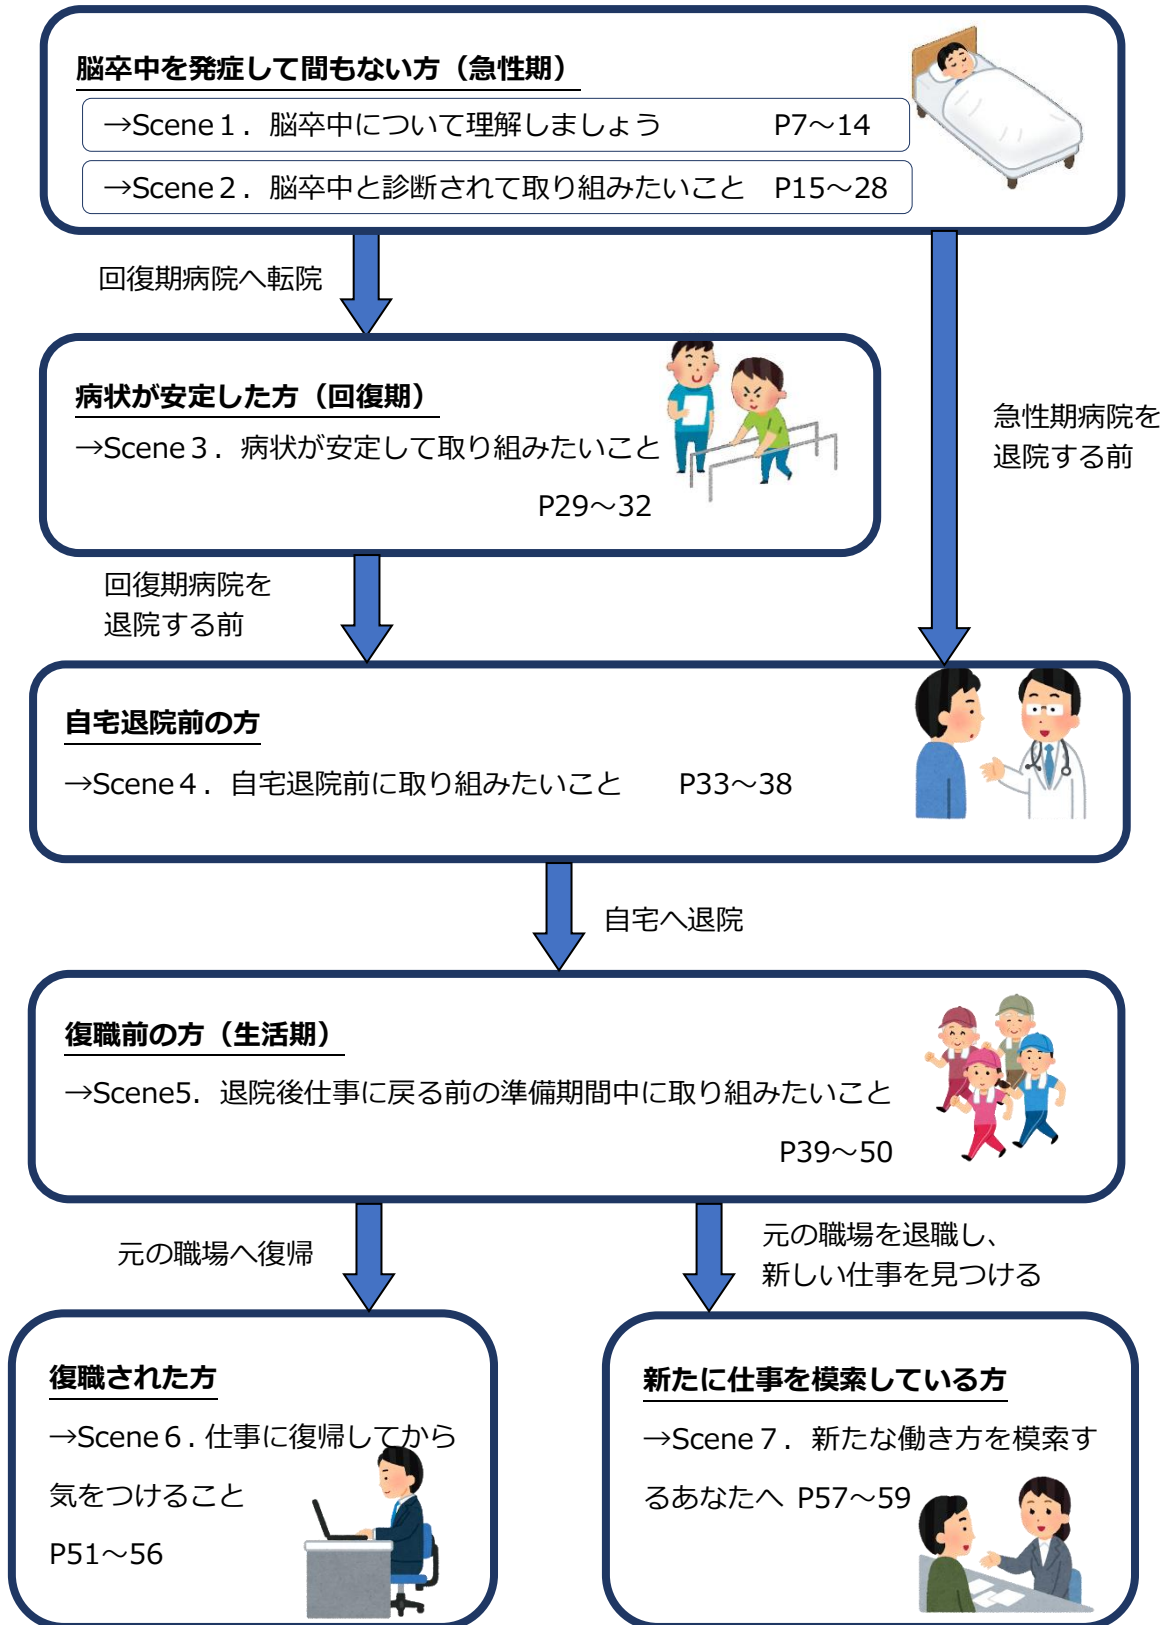 脳卒中を発症して間もない方（急性期）
→Scene１．脳卒中について理解しましょう　P7～14
→Scene２．脳卒中と診断されて取り組みたいこと　P15～28
回復期病院へ転院
病状が安定した方（回復期）
→Scene３．病状が安定して取り組みたいこと
P29～32
急性期病院を
退院する前
回復期病院を
退院する前
自宅退院前の方
→Scene４．自宅退院前に取り組みたいこと　P33～38
自宅へ退院
復職前の方（生活期）
→Scene5．退院後仕事に戻る前の準備期間中に取り組みたいこと
P39～50
元の職場へ復帰
元の職場を退職し、
新しい仕事を見つける
復職された方
→Scene６．仕事に復帰してから
気をつけること
P51～56
新たに仕事を模索している方
→Scene７．新たな働き方を模索す
るあなたへ P57～59